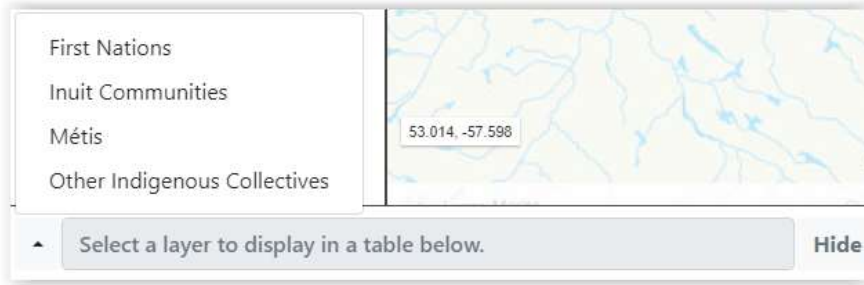 First Nations
Inuit Communities
Métis
Other Indigenous Collectives
53.014, -57.598
Select a layer to display in a table below.
Hide